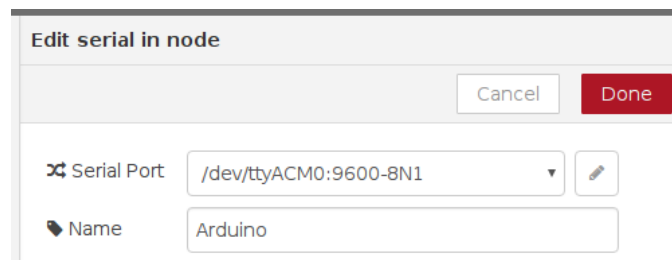 Edit serial in node
Cancel Done
Serial Port /dev/ttyACM0:9600-8N1
Name Arduino